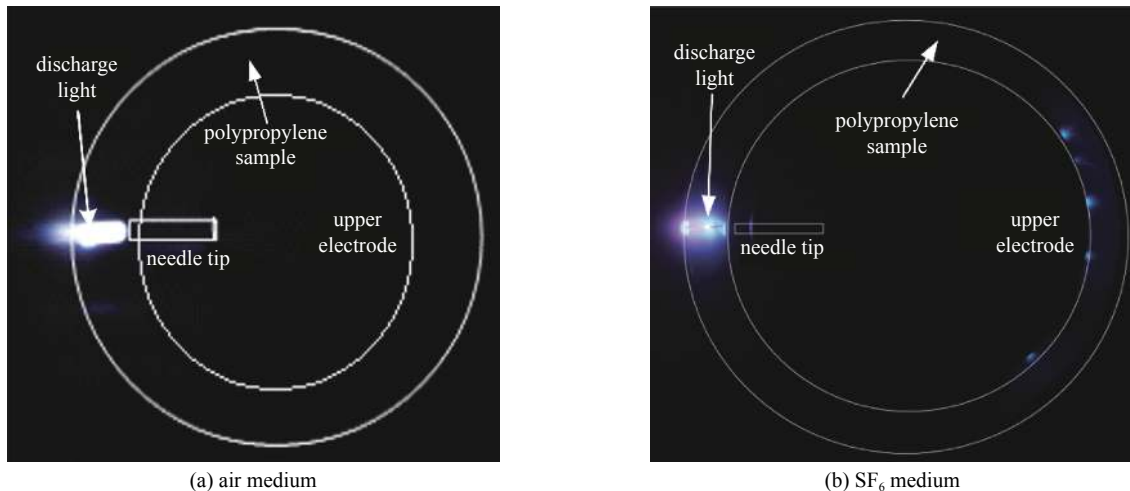 discharge
light
polypropylene
sample
upper
electrode
needle tip
(a) air medium
discharge
light
polypropylene
sample
upper
electrode
needle tip
(b) SF₆ medium